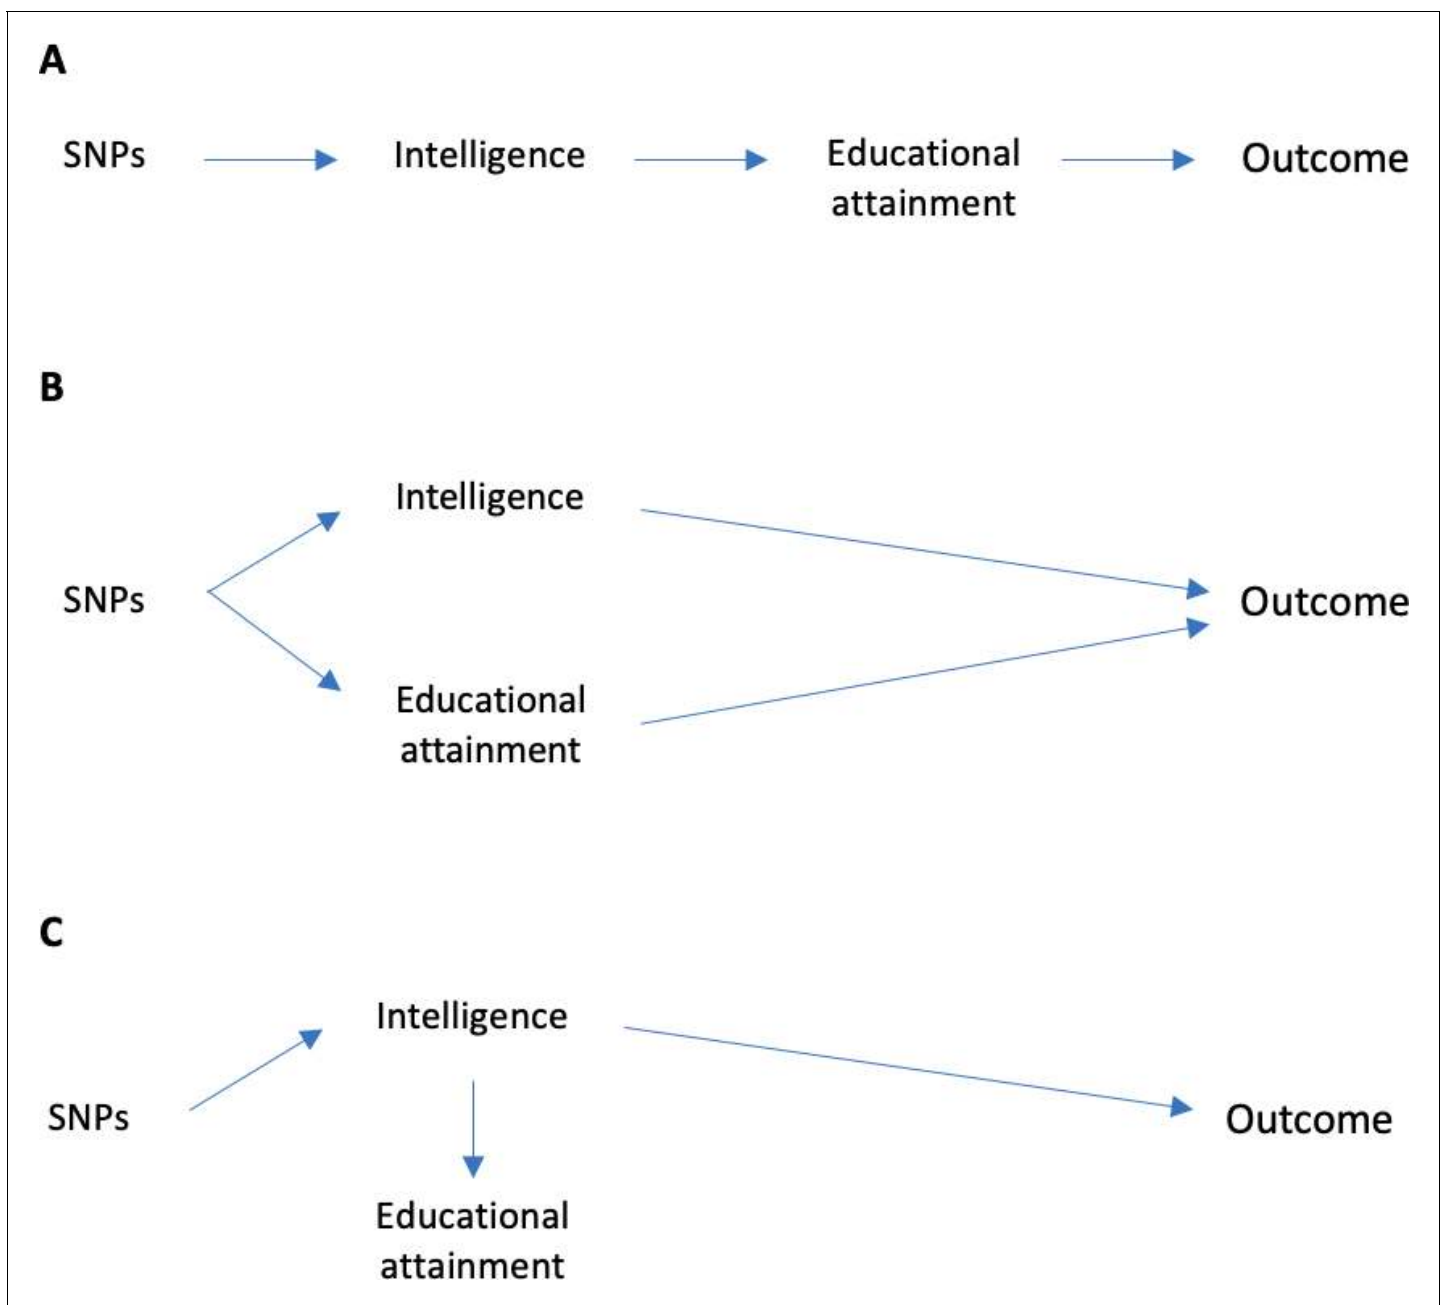 A
SNPs Intelligence Educational attainment Outcome
B
Intelligence
SNPs Outcome
Educational
attainment
C
Intelligence
SNPs Outcome
Educational
attainment